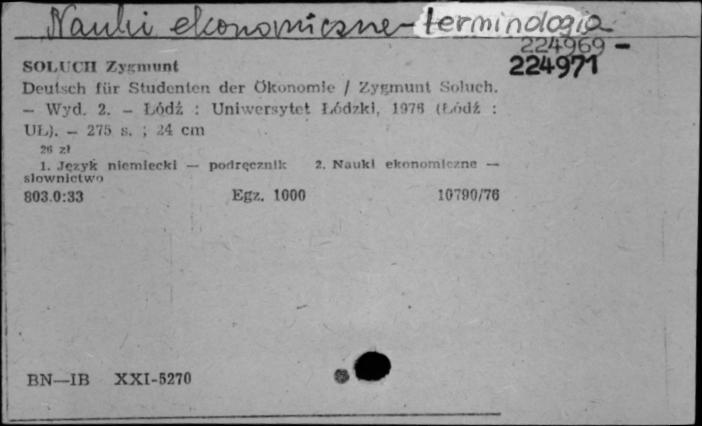 Nauki ekonomiczne - terminologia
224969 -
224971
SOLUCH Zygmunt
Deutsch für Studenten der Ökonomie / Zygmunt Soluch.
— Wyd. 2. — Łódź : Uniwersytet Łódzki, 1976 (Łódź :
UŁ). — 275 s. ; 24 cm
26 zł
1. Język niemiecki — podręcznik 2. Nauki ekonomiczne —
słownictwo
803.0:33 Egz. 1000 10790/76
BN—IB XXI-5270